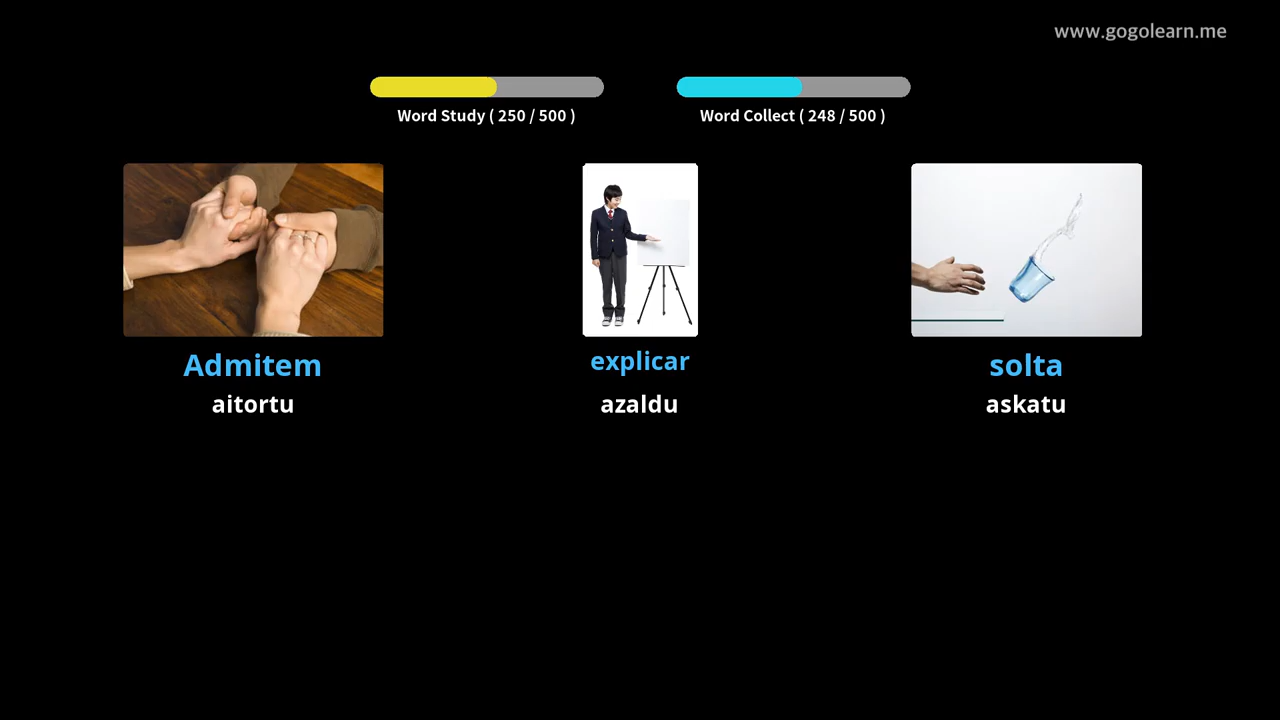 www.gogolearn.me
Word Study ( 250 / 500 )
Word Collect ( 248 / 500 )
Admitem
aitortu
explicar
azaldu
solta
askatu